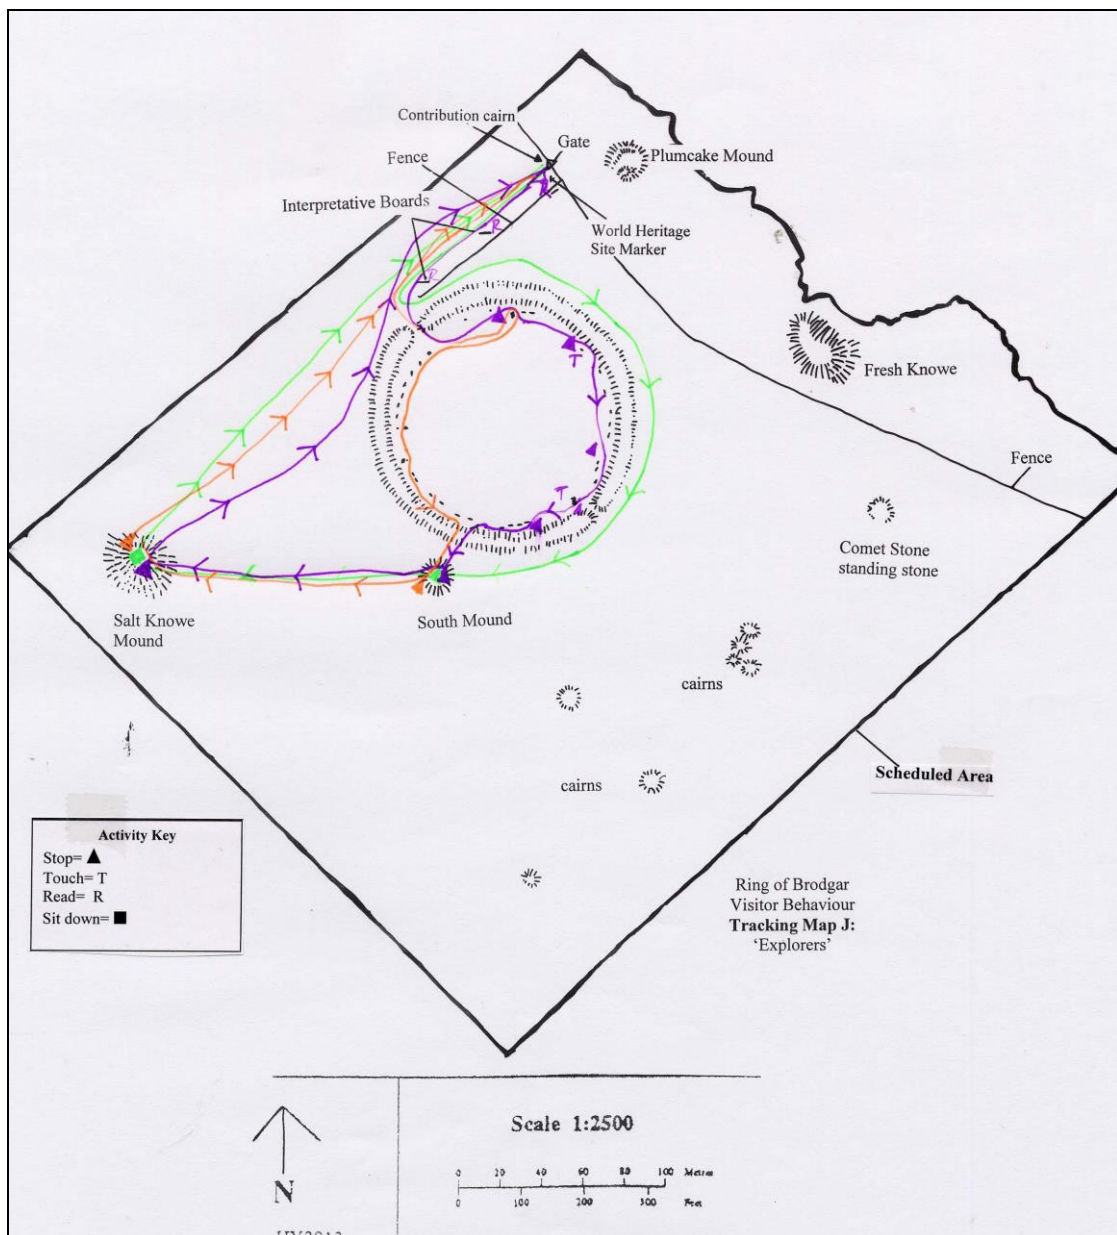 Contribution cairn
Gate
Fence
Plumcake Mound
Interpretative Boards
R
World Heritage
Site Marker
R
T
Fresh Knowe
Fence
T
Comet Stone
standing stone
Salt Knowe
Mound
South Mound
cairns
cairns
Scheduled Area
Activity Key
Stop= ▲
Touch= T
Read= R
Sit down= ■
Ring of Brodgar
Visitor Behaviour
Tracking Map J:
‘Explorers’
Scale 1:2500
0 20 40 60 80 100 Metres
0 100 200 300 Feet
N